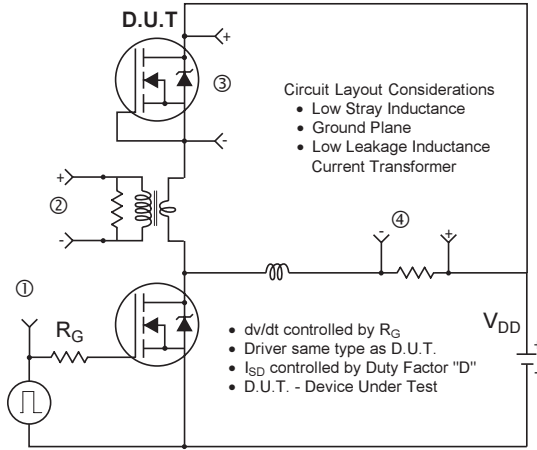 D.U.T
+
③
-
Circuit Layout Considerations
• Low Stray Inductance
• Ground Plane
• Low Leakage Inductance
Current Transformer
+
②
-
- ④ +
①
R_G
• dv/dt controlled by R_G
• Driver same type as D.U.T.
• I_SD controlled by Duty Factor "D"
• D.U.T. - Device Under Test
V_DD
+
-